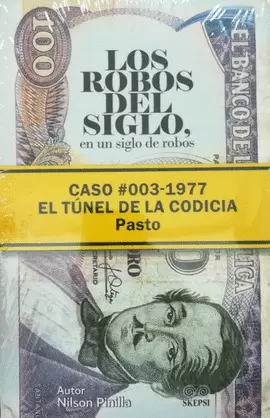 100
LOS
ROBOS
DEL
SIGLO,
en un siglo de robos
EL BANCO DE L
CASO #003-1977
EL TÚNEL DE LA CODICIA
Pasto
SECRETARIO
Autor
Nilson Pinilla
SKEPSI